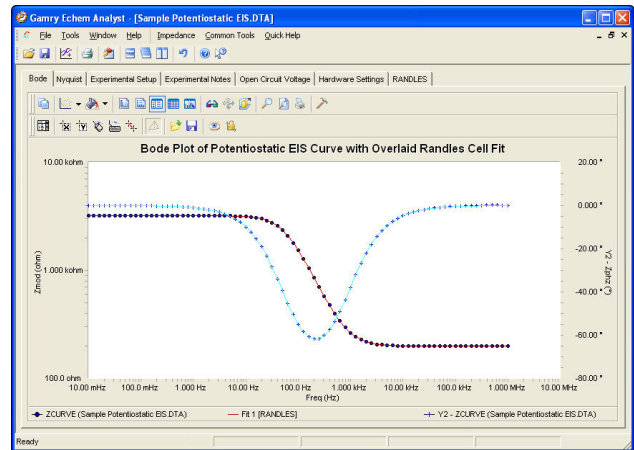 Gamry Echem Analyst - [Sample Potentiostatic EIS.DTA]
File Tools Window Help Impedance Common Tools Quick Help
Bode Nyquist Experimental Setup Experimental Notes Open Circuit Voltage Hardware Settings RANDLES
Bode Plot of Potentiostatic EIS Curve with Overlaid Randles Cell Fit
10.00 kohm 20.00 °
0.000 °
-20.00 °
1.000 kohm
-40.00 °
-60.00 °
100.0 ohm -80.00 °
Zmod (ohm)
Y2 - Zphz (°)
10.00 mHz 100.0 mHz 1.000 Hz 10.00 Hz 100.0 Hz 1.000 kHz 10.00 kHz 100.0 kHz 1.000 MHz 10.00 MHz
Freq (Hz)
ZCURVE (Sample Potentiostatic EIS.DTA) Fit 1 [RANDLES] Y2 - ZCURVE (Sample Potentiostatic EIS.DTA)
Ready